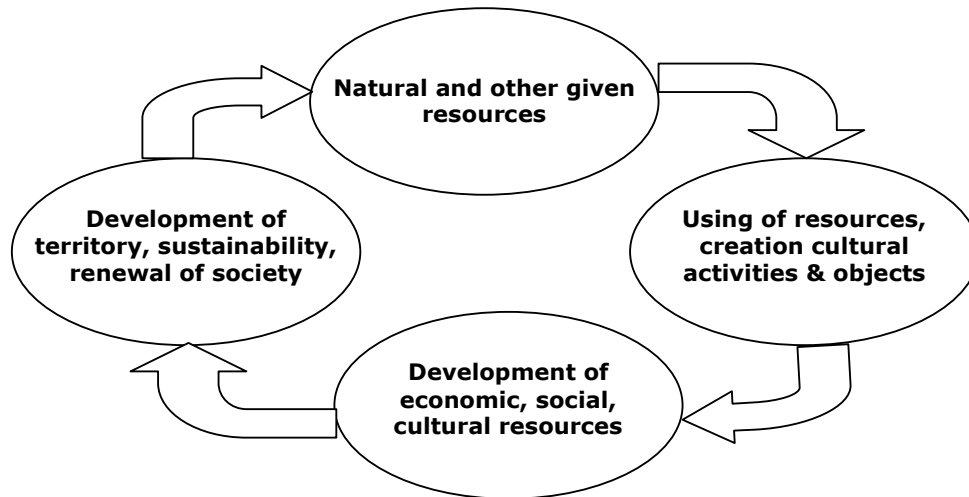 Natural and other given
resources
Using of resources,
creation cultural
activities & objects
Development of
economic, social,
cultural resources
Development of
territory, sustainability,
renewal of society